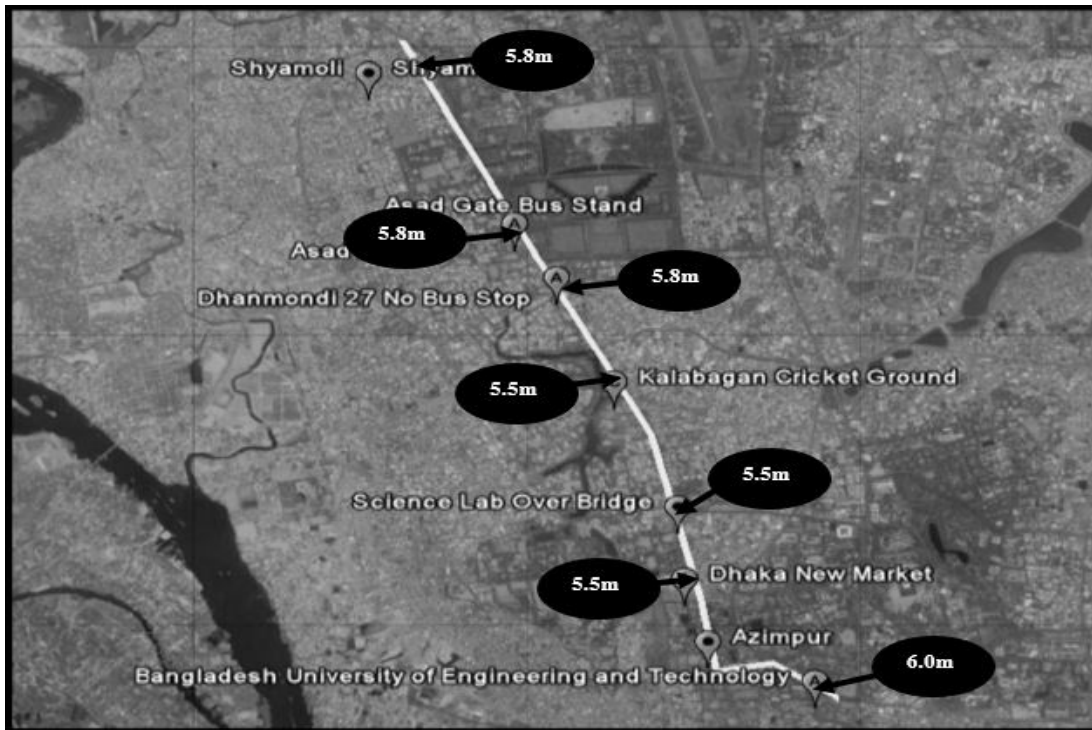 5.8m
Shyamoli Shyam
Asad Gate Bus Stand
5.8m
Asad
5.8m
Dhanmondi 27 No Bus Stop
5.5m
Kalabagan Cricket Ground
5.5m
Science Lab Over Bridge
5.5m
Dhaka New Market
Azimpur
6.0m
Bangladesh University of Engineering and Technology